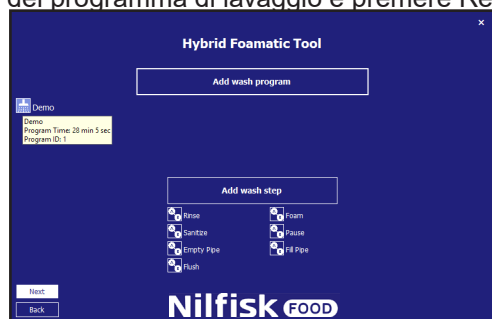 del programma di lavaggio e premere Re
×
Hybrid Foamatic Tool
Add wash program
Demo
Demo
Program Time: 28 min 5 sec
Program ID: 1
Add wash step
Rinse
Foam
Sanitize
Pause
Empty Pipe
Fill Pipe
Flush
Next
Back
Nilfisk FOOD